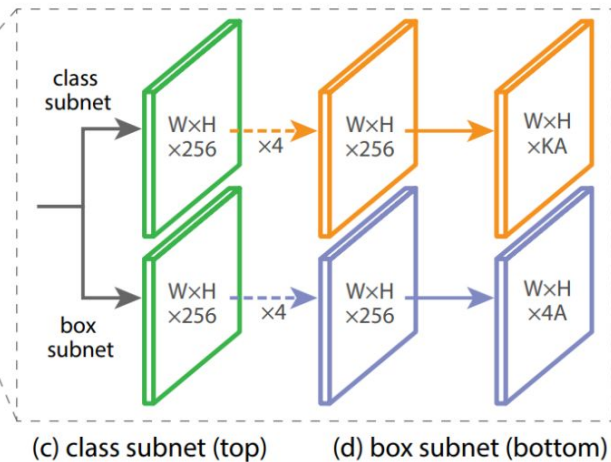 class
subnet
W×H
×256
×4
W×H
×256
W×H
×KA
W×H
×256
×4
W×H
×256
W×H
×4A
box
subnet
(c) class subnet (top)
(d) box subnet (bottom)